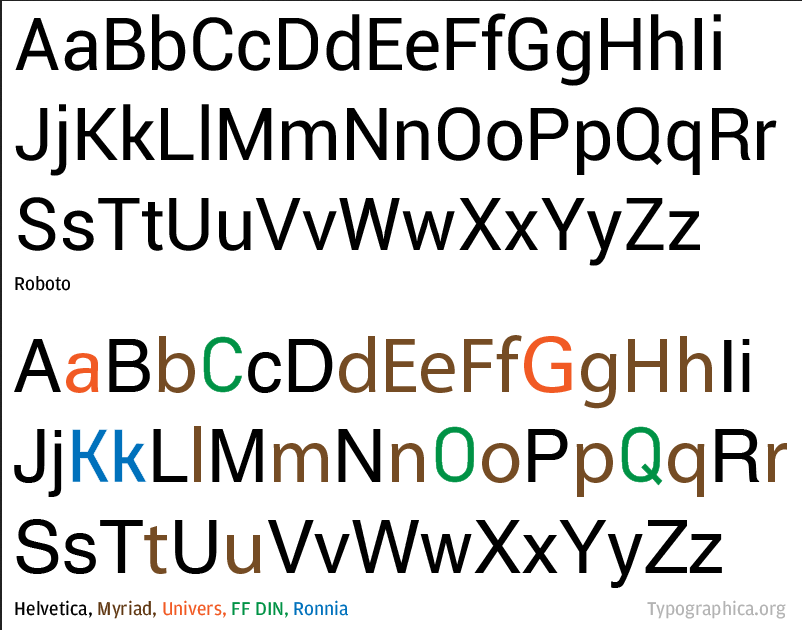 AaBbCcDdEeFfGgHhIi
JjKkLlMmNnOoPpQqRr
SsTtUuVvWwXxYyZz
Roboto
AaBbCcDdEeFfGgHhIi
JjKkLlMmNnOoPpQqRr
SsTtUuVvWwXxYyZz
Helvetica, Myriad, Univers, FF DIN, Ronnia
Typographica.org